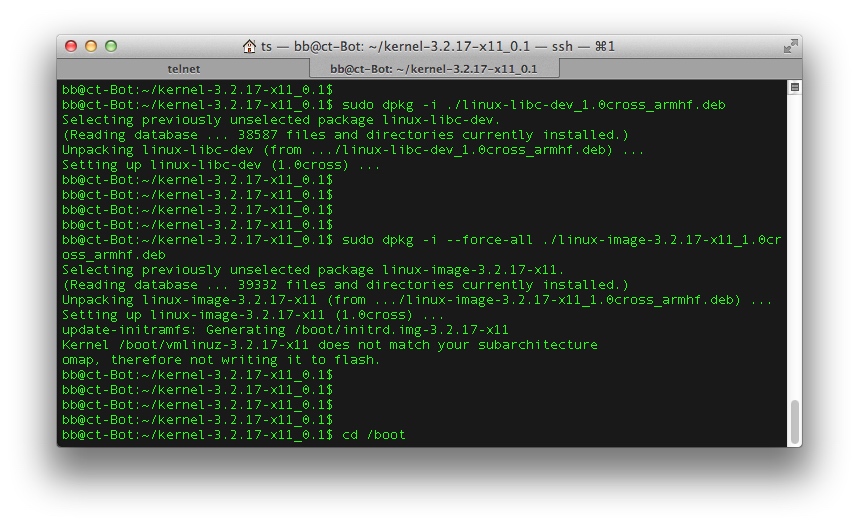 ts — bb@ct-Bot: ~/kernel-3.2.17-x11_0.1 — ssh — ⌘1
telnet
bb@ct-Bot: ~/kernel-3.2.17-x11_0.1
bb@ct-Bot:~/kernel-3.2.17-x11_0.1$
bb@ct-Bot:~/kernel-3.2.17-x11_0.1$ sudo dpkg -i ./linux-libc-dev_1.0cross_armhf.deb
Selecting previously unselected package linux-libc-dev.
(Reading database ... 38587 files and directories currently installed.)
Unpacking linux-libc-dev (from .../linux-libc-dev_1.0cross_armhf.deb) ...
Setting up linux-libc-dev (1.0cross) ...
bb@ct-Bot:~/kernel-3.2.17-x11_0.1$
bb@ct-Bot:~/kernel-3.2.17-x11_0.1$
bb@ct-Bot:~/kernel-3.2.17-x11_0.1$
bb@ct-Bot:~/kernel-3.2.17-x11_0.1$
bb@ct-Bot:~/kernel-3.2.17-x11_0.1$ sudo dpkg -i --force-all ./linux-image-3.2.17-x11_1.0cr
oss_armhf.deb
Selecting previously unselected package linux-image-3.2.17-x11.
(Reading database ... 39332 files and directories currently installed.)
Unpacking linux-image-3.2.17-x11 (from .../linux-image-3.2.17-x11_1.0cross_armhf.deb) ...
Setting up linux-image-3.2.17-x11 (1.0cross) ...
update-initramfs: Generating /boot/initrd.img-3.2.17-x11
Kernel /boot/vmlinuz-3.2.17-x11 does not match your subarchitecture
omap, therefore not writing it to flash.
bb@ct-Bot:~/kernel-3.2.17-x11_0.1$
bb@ct-Bot:~/kernel-3.2.17-x11_0.1$
bb@ct-Bot:~/kernel-3.2.17-x11_0.1$
bb@ct-Bot:~/kernel-3.2.17-x11_0.1$
bb@ct-Bot:~/kernel-3.2.17-x11_0.1$ cd /boot